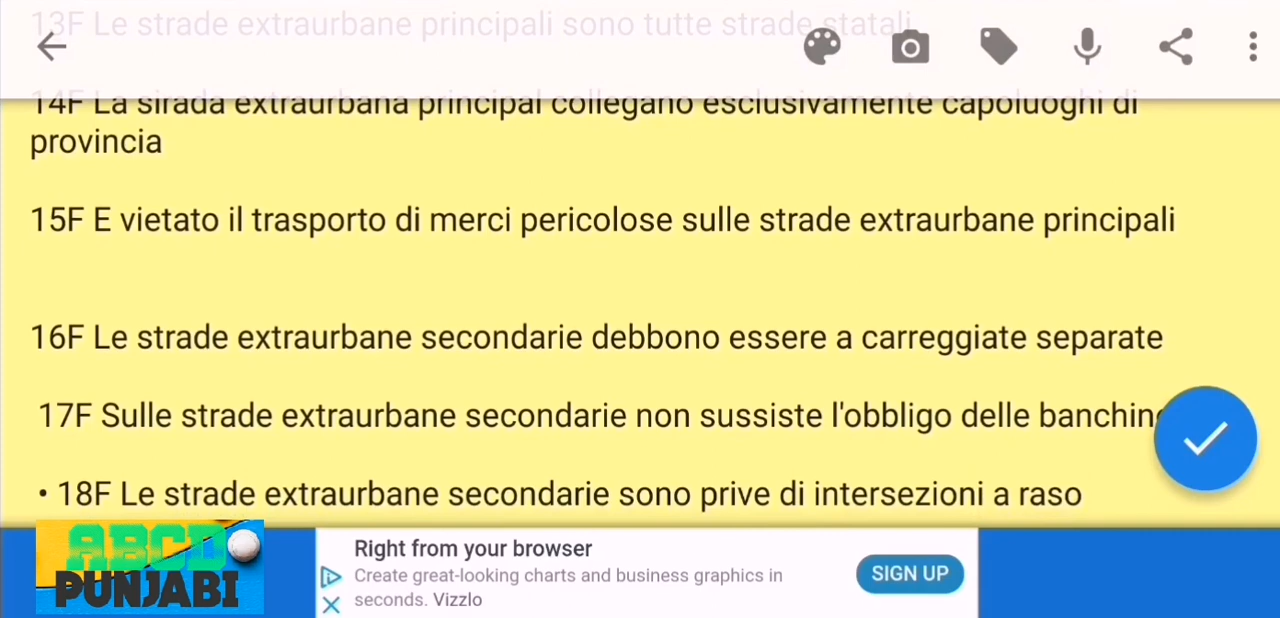 13F Le strade extraurbane principali sono tutte strade statali
14F La sirada extraurbana principal collegano esclusivamente capoluoghi di
provincia
15F E vietato il trasporto di merci pericolose sulle strade extraurbane principali
16F Le strade extraurbane secondarie debbono essere a carreggiate separate
17F Sulle strade extraurbane secondarie non sussiste l'obbligo delle banchine
• 18F Le strade extraurbane secondarie sono prive di intersezioni a raso
ABCD
PUNJABI
Right from your browser
Create great-looking charts and business graphics in
seconds. Vizzlo
SIGN UP